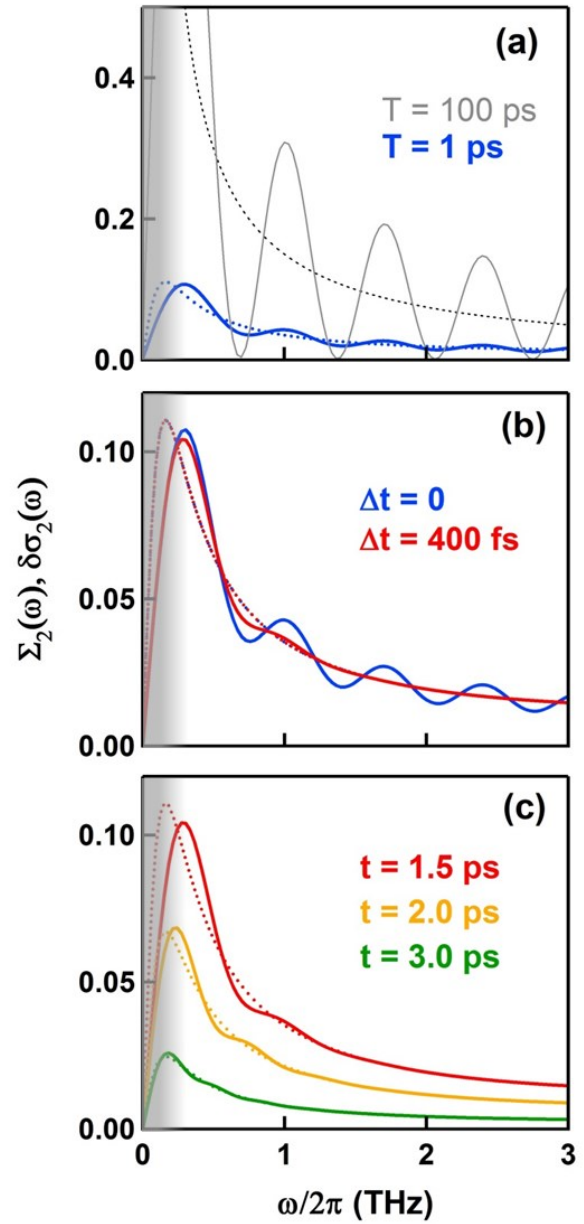 (a)
0.4
T = 100 ps
T = 1 ps
0.2
0.0
(b)
0.10
Δt = 0
Δt = 400 fs
0.05
0.00
Σ₂(ω), δσ₂(ω)
(c)
0.10
t = 1.5 ps
t = 2.0 ps
t = 3.0 ps
0.05
0.00
0 1 2 3
ω/2π (THz)